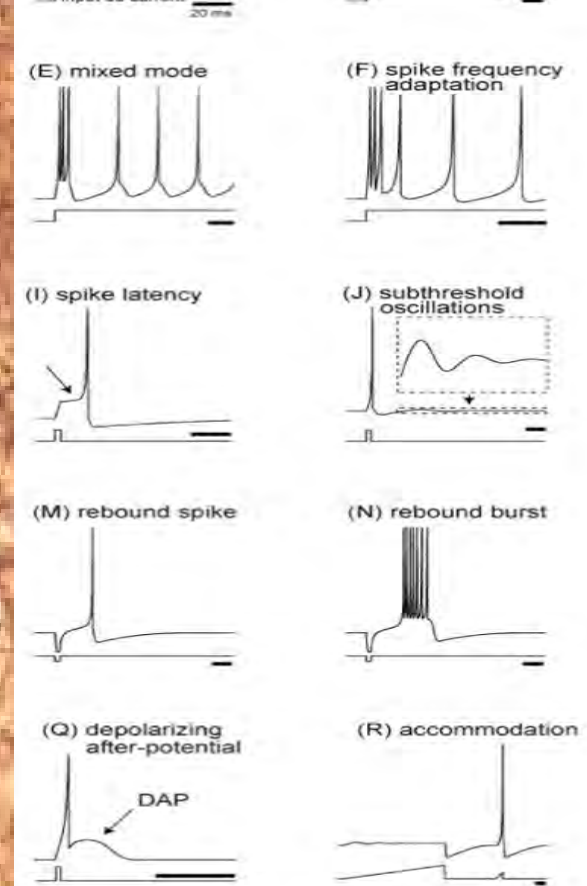 20 ms
(E) mixed mode
(F) spike frequency
adaptation
(I) spike latency
(J) subthreshold
oscillations
(M) rebound spike
(N) rebound burst
(Q) depolarizing
after-potential
DAP
(R) accommodation